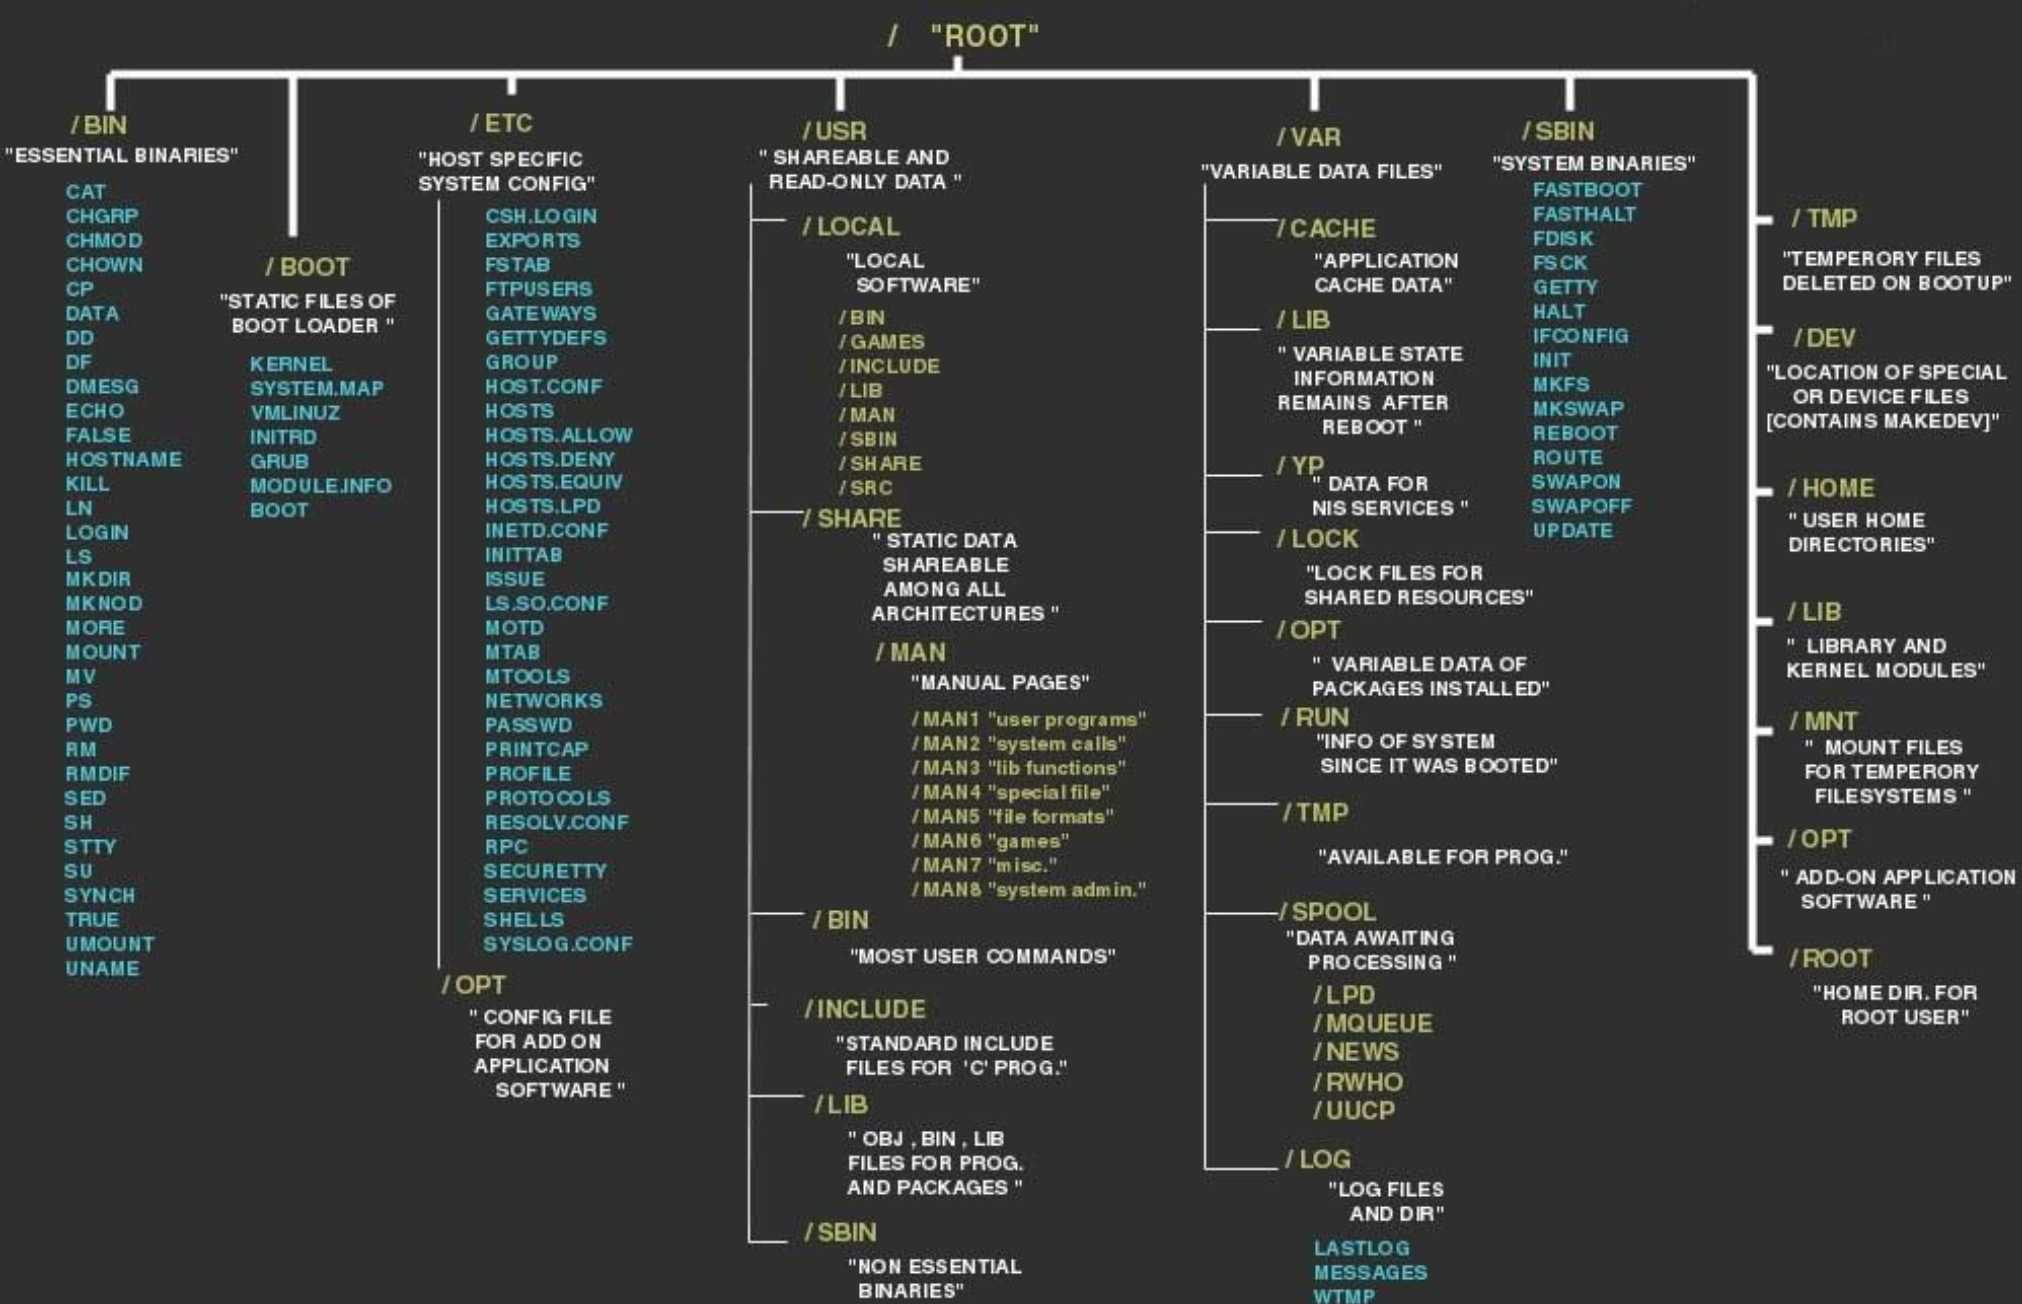 / "ROOT"
/BIN
"ESSENTIAL BINARIES"
CAT
CHGRP
CHMOD
CHOWN
CP
DATA
DD
DF
DMESG
ECHO
FALSE
HOSTNAME
KILL
LN
LOGIN
LS
MKDIR
MKNOD
MORE
MOUNT
MV
PS
PWD
RM
RMDIF
SED
SH
STTY
SU
SYNCH
TRUE
UMOUNT
UNAME
/BOOT
"STATIC FILES OF
BOOT LOADER "
KERNEL
SYSTEM.MAP
VMLINUZ
INITRD
GRUB
MODULE.INFO
BOOT
/ETC
"HOST SPECIFIC
SYSTEM CONFIG"
CSH.LOGIN
EXPORTS
FSTAB
FTPUSERS
GATEWAYS
GETTYDEFS
GROUP
HOST.CONF
HOSTS
HOSTS.ALLOW
HOSTS.DENY
HOSTS.EQUIV
HOSTS.LPD
INETD.CONF
INITTAB
ISSUE
LS.SO.CONF
MOTD
MTAB
MTOOLS
NETWORKS
PASSWD
PRINTCAP
PROFILE
PROTOCOLS
RESOLV.CONF
RPC
SECURETTY
SERVICES
SHELLS
SYSLOG.CONF
/OPT
" CONFIG FILE
FOR ADD ON
APPLICATION
SOFTWARE "
/USR
" SHAREABLE AND
READ-ONLY DATA "
/LOCAL
"LOCAL
SOFTWARE"
/BIN
/GAMES
/INCLUDE
/LIB
/MAN
/SBIN
/SHARE
/SRC
/SHARE
" STATIC DATA
SHAREABLE
AMONG ALL
ARCHITECTURES "
/MAN
"MANUAL PAGES"
/MAN1 "user programs"
/MAN2 "system calls"
/MAN3 "lib functions"
/MAN4 "special file"
/MAN5 "file formats"
/MAN6 "games"
/MAN7 "misc."
/MAN8 "system admin."
/BIN
"MOST USER COMMANDS"
/INCLUDE
"STANDARD INCLUDE
FILES FOR 'C' PROG."
/LIB
" OBJ , BIN , LIB
FILES FOR PROG.
AND PACKAGES "
/SBIN
"NON ESSENTIAL
BINARIES"
/VAR
"VARIABLE DATA FILES"
/CACHE
"APPLICATION
CACHE DATA"
/LIB
" VARIABLE STATE
INFORMATION
REMAINS AFTER
REBOOT "
/YP
" DATA FOR
NIS SERVICES "
/LOCK
"LOCK FILES FOR
SHARED RESOURCES"
/OPT
" VARIABLE DATA OF
PACKAGES INSTALLED"
/RUN
"INFO OF SYSTEM
SINCE IT WAS BOOTED"
/TMP
"AVAILABLE FOR PROG."
/SPOOL
"DATA AWAITING
PROCESSING "
/LPD
/MQUEUE
/NEWS
/RWHO
/UUCP
/LOG
"LOG FILES
AND DIR"
LASTLOG
MESSAGES
WTMP
/SBIN
"SYSTEM BINARIES"
FASTBOOT
FASTHALT
FDISK
FSCK
GETTY
HALT
IFCONFIG
INIT
MKFS
MKSWAP
REBOOT
ROUTE
SWAPON
SWAPOFF
UPDATE
/TMP
"TEMPERORY FILES
DELETED ON BOOTUP"
/DEV
"LOCATION OF SPECIAL
OR DEVICE FILES
[CONTAINS MAKEDEV]"
/HOME
" USER HOME
DIRECTORIES"
/LIB
" LIBRARY AND
KERNEL MODULES"
/MNT
" MOUNT FILES
FOR TEMPERORY
FILESYSTEMS "
/OPT
" ADD-ON APPLICATION
SOFTWARE "
/ROOT
"HOME DIR. FOR
ROOT USER"